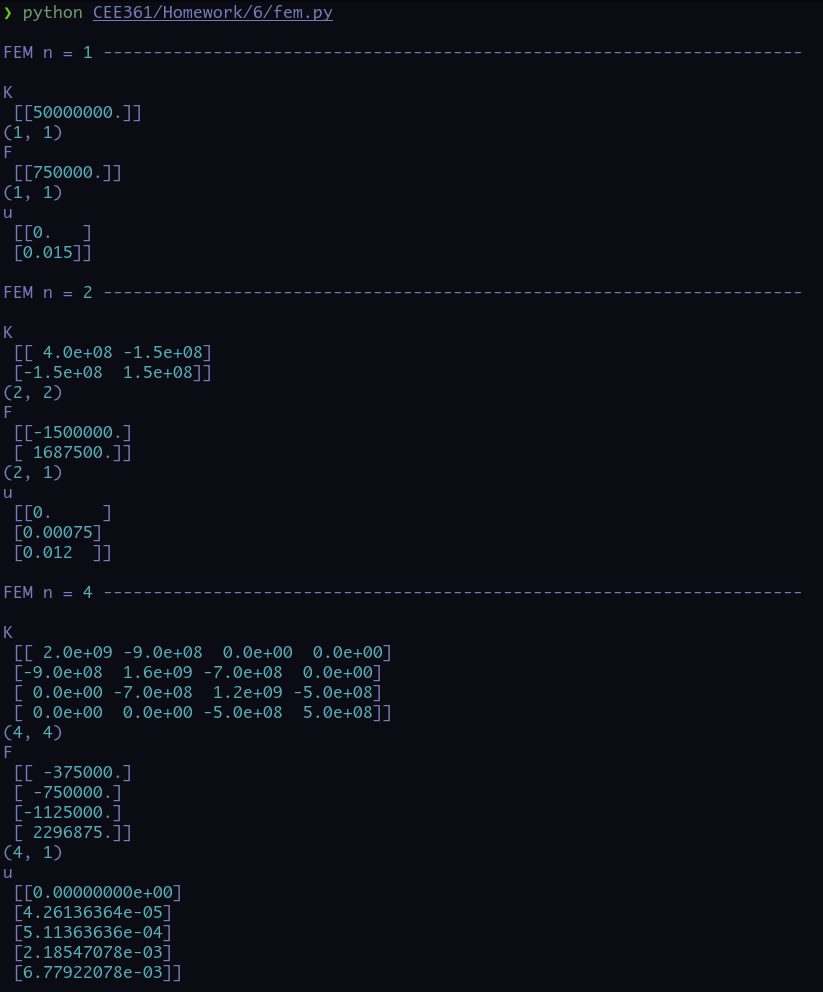 ❯ python CEE361/Homework/6/fem.py
FEM n = 1 ----------------------------------------------------------------------
K
[[50000000.]]
(1, 1)
F
[[750000.]]
(1, 1)
u
[[0.   ]
[0.015]]
FEM n = 2 ----------------------------------------------------------------------
K
[[ 4.0e+08 -1.5e+08]
[-1.5e+08  1.5e+08]]
(2, 2)
F
[[-1500000.]
[ 1687500.]]
(2, 1)
u
[[0.     ]
[0.00075]
[0.012  ]]
FEM n = 4 ----------------------------------------------------------------------
K
[[ 2.0e+09 -9.0e+08  0.0e+00  0.0e+00]
[-9.0e+08  1.6e+09 -7.0e+08  0.0e+00]
[ 0.0e+00 -7.0e+08  1.2e+09 -5.0e+08]
[ 0.0e+00  0.0e+00 -5.0e+08  5.0e+08]]
(4, 4)
F
[[ -375000.]
[ -750000.]
[-1125000.]
[ 2296875.]]
(4, 1)
u
[[0.00000000e+00]
[4.26136364e-05]
[5.11363636e-04]
[2.18547078e-03]
[6.77922078e-03]]